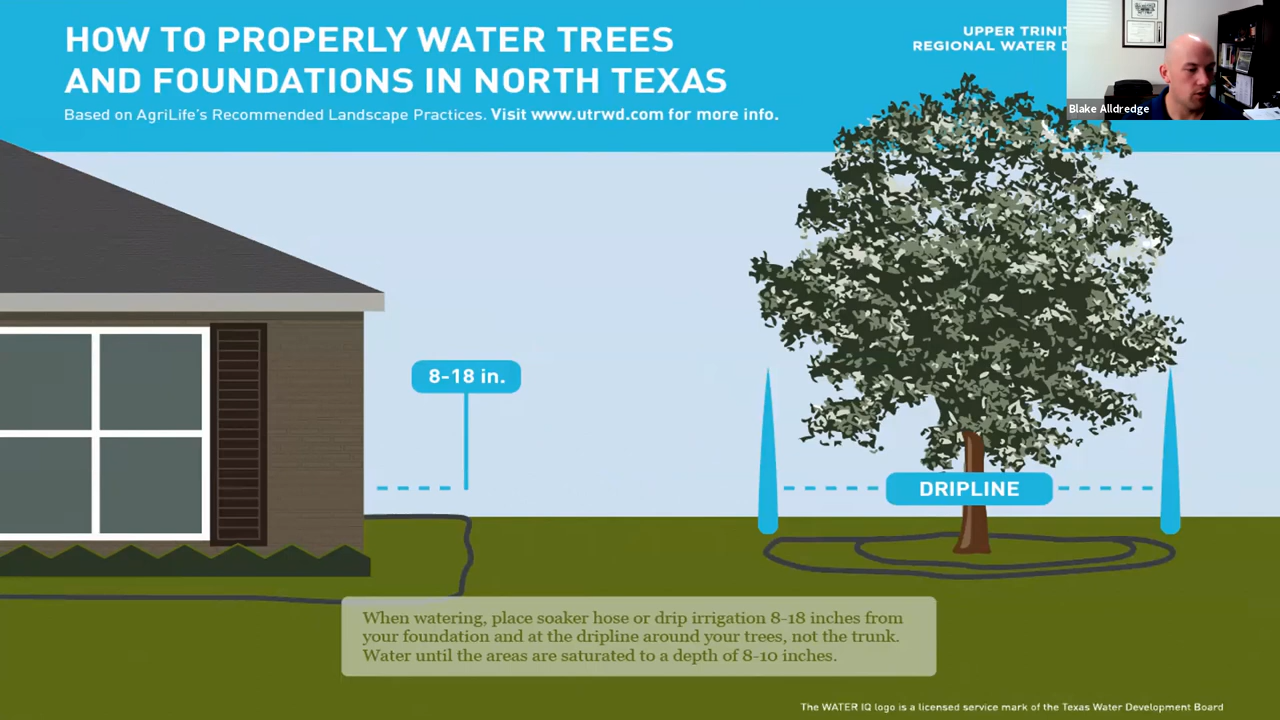 HOW TO PROPERLY WATER TREES
AND FOUNDATIONS IN NORTH TEXAS
Based on AgriLife's Recommended Landscape Practices. Visit www.utrwd.com for more info.
UPPER TRINIT
REGIONAL WATER D
Blake Alldredge
8-18 in.
DRIPLINE
When watering, place soaker hose or drip irrigation 8-18 inches from
your foundation and at the dripline around your trees, not the trunk.
Water until the areas are saturated to a depth of 8-10 inches.
The WATER IQ logo is a licensed service mark of the Texas Water Development Board